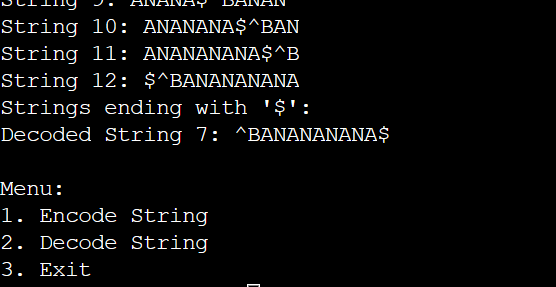 String 9: ANANA$^BANAN
String 10: ANANANA$^BAN
String 11: ANANANANA$^B
String 12: $^BANANANANA
Strings ending with '$':
Decoded String 7: ^BANANANANA$
Menu:
1. Encode String
2. Decode String
3. Exit